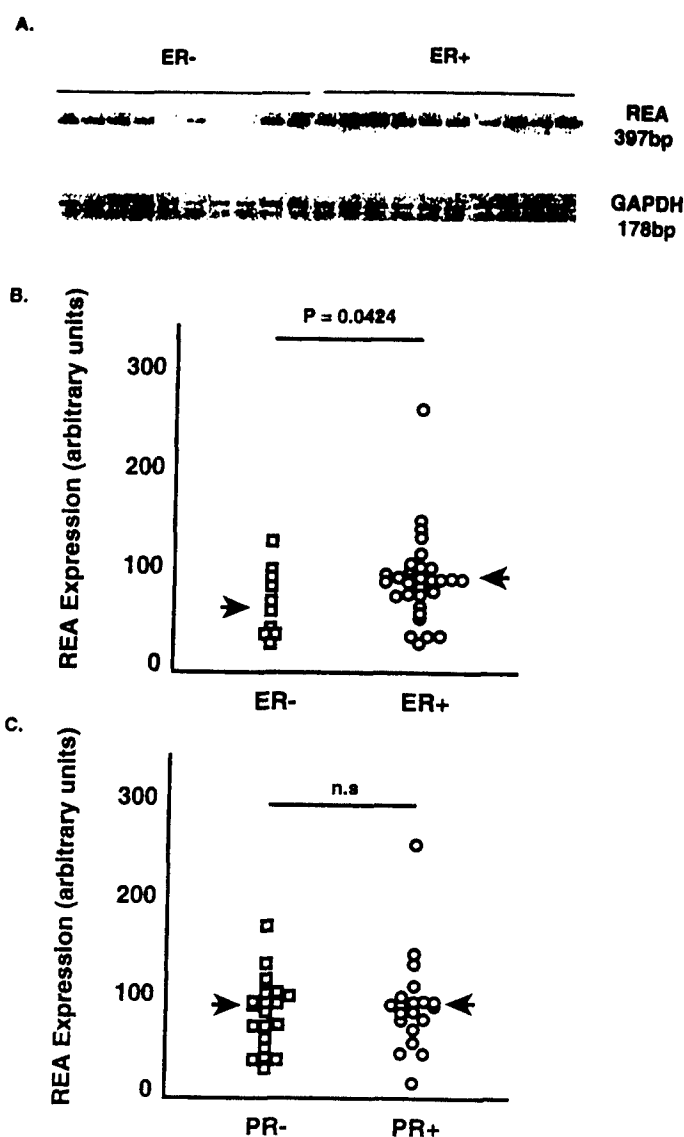 A.
ER-
ER+
REA
397bp
GAPDH
178bp
B.
REA Expression (arbitrary units)
P = 0.0424
300
200
100
0
ER-
ER+
C.
REA Expression (arbitrary units)
n.s
300
200
100
0
PR-
PR+